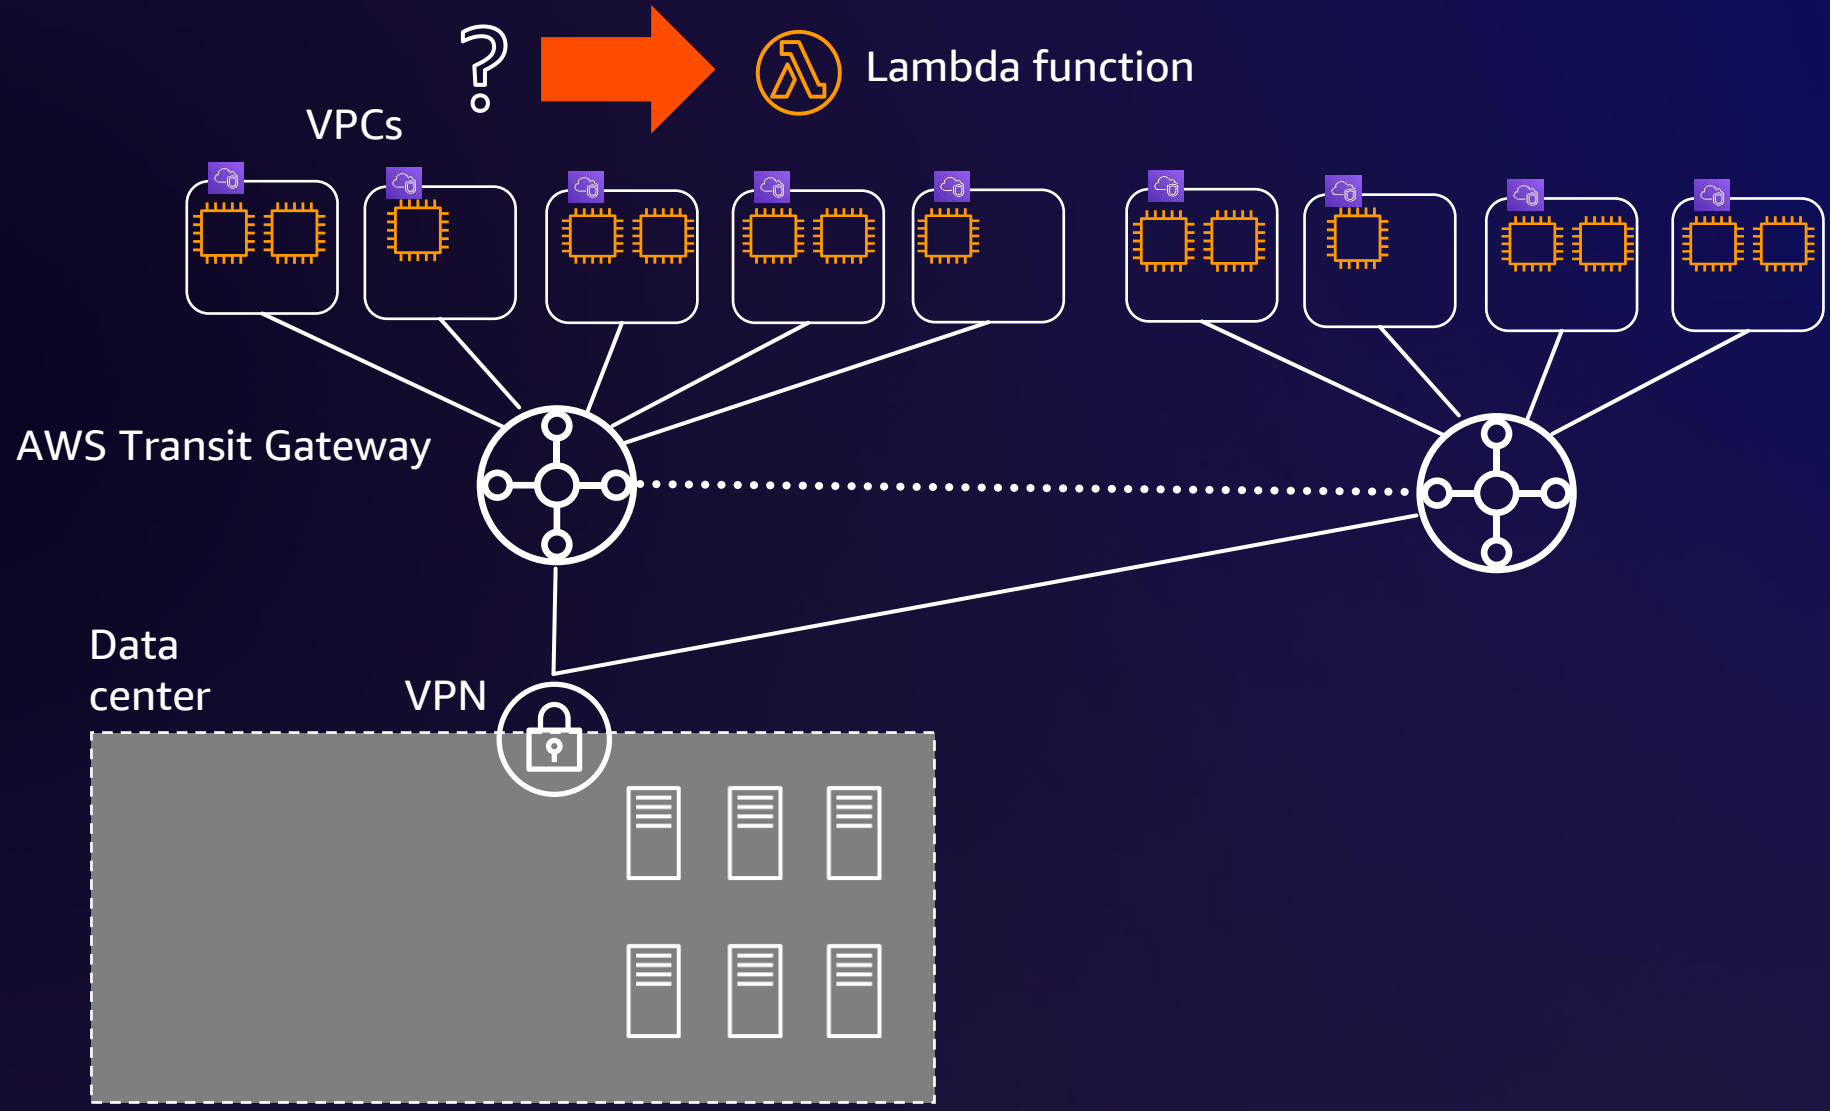 ?
Lambda function
VPCs
AWS Transit Gateway
Data
center
VPN